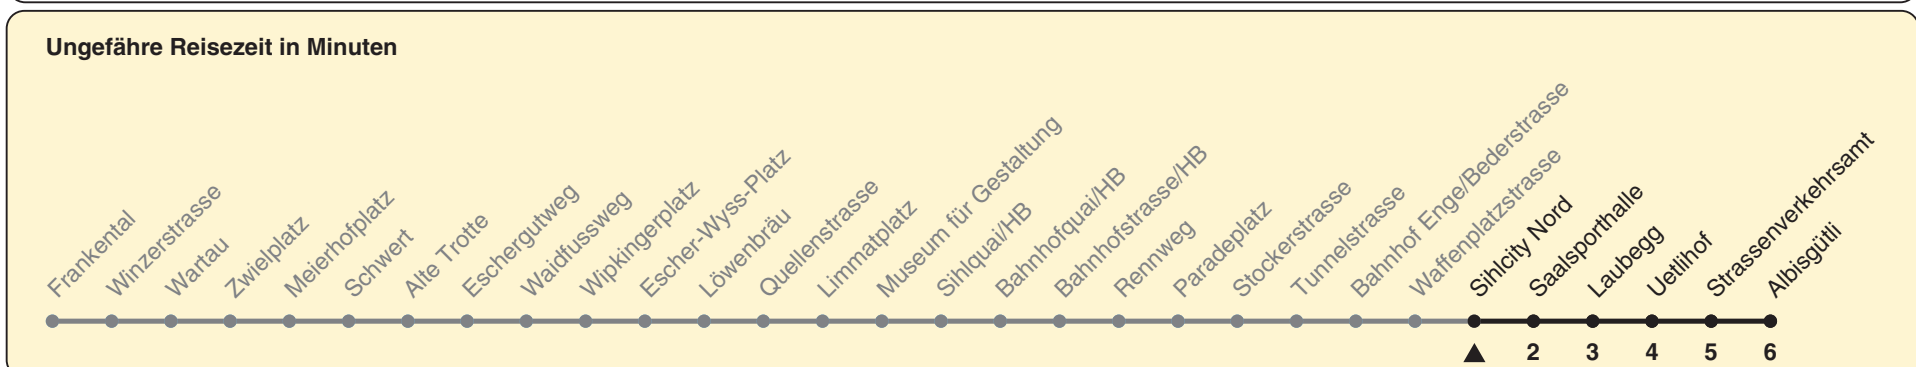 Ungefähre Reisezeit in Minuten
Frankental
Winzerstrasse
Wartau
Zwielplatz
Meierhofplatz
Schwert
Alte Trotte
Eschergutweg
Waidfussweg
Wipkingerplatz
Escher-Wyss-Platz
Löwenbräu
Quellenstrasse
Limmatplatz
Museum für Gestaltung
Sihlquai/HB
Bahnhofquai/HB
Bahnhofstrasse/HB
Rennweg
Paradeplatz
Stockerstrasse
Tunnelstrasse
Bahnhof Enge/Bederstrasse
Waffenplatzstrasse
Sihlcity Nord
Saalsporthalle
Laubegg
Uetlihof
Strassenverkehrsamt
Albisgütli
2 3 4 5 6